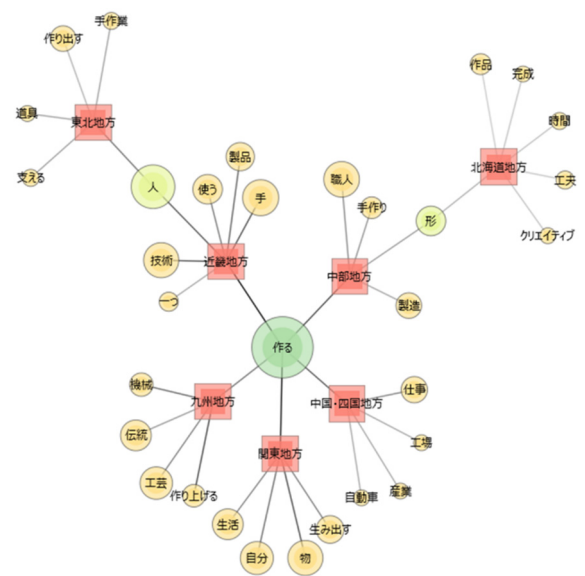 手作業
作り出す
道具
東北地方
支える
人
作品
完成
時間
北海道地方
工夫
クリエイティブ
形
製品
使う
手
技術
近畿地方
一つ
職人
手作り
中部地方
製造
作る
機械
九州地方
伝統
工芸
作り上げる
中国・四国地方
仕事
工場
自動車
産業
関東地方
生活
自分
物
生み出す